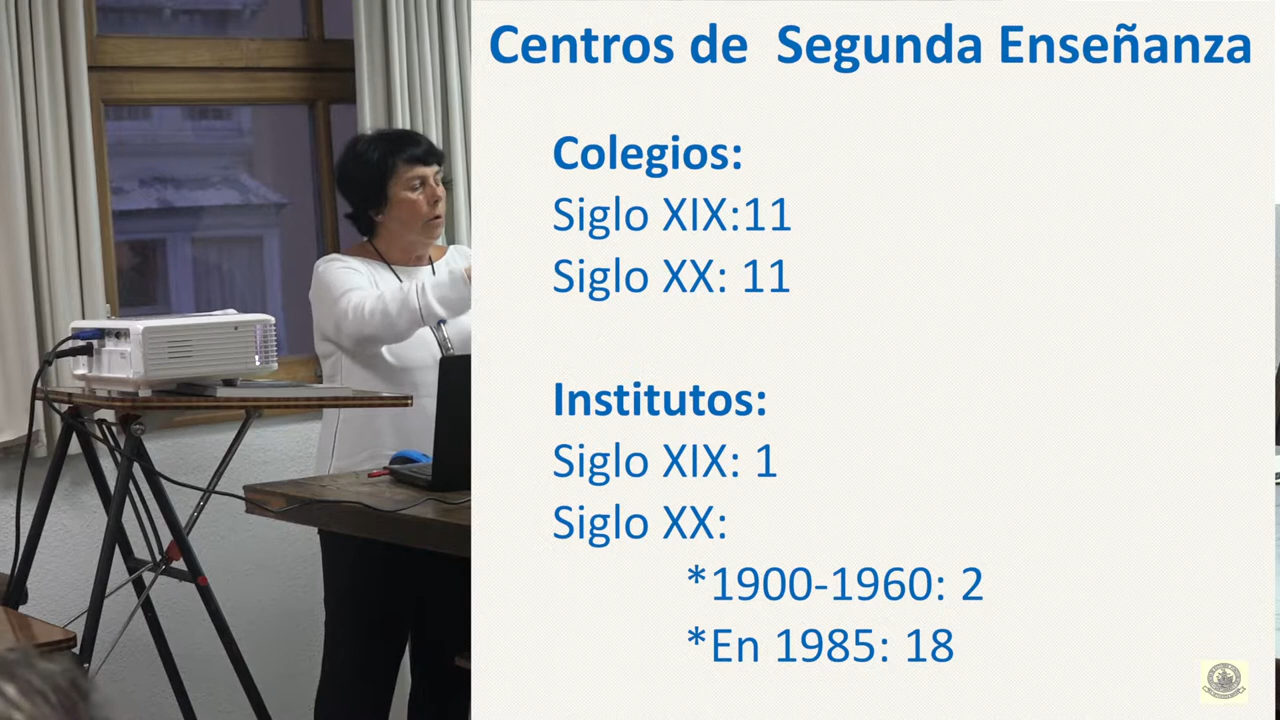 Centros de Segunda Enseñanza
Colegios:
Siglo XIX:11
Siglo XX: 11
Institutos:
Siglo XIX: 1
Siglo XX:
*1900-1960: 2
*En 1985: 18